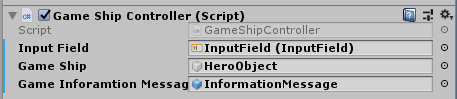 Game Ship Controller (Script)
Script GameShipController
Input Field InputField (InputField)
Game Ship HeroObject
Game Inforamtion Messag InformationMessage